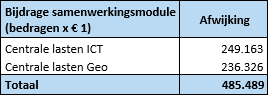 Bijdrage samenwerkingsmodule Afwijking
(bedragen x € 1)
Centrale lasten ICT 249.163
Centrale lasten Geo 236.326
Totaal 485.489